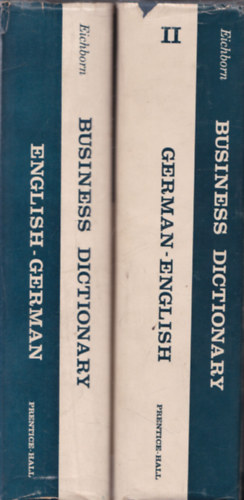 Eichborn
BUSINESS DICTIONARY
ENGLISH-GERMAN
PRENTICE-HALL
II
Eichborn
BUSINESS DICTIONARY
GERMAN-ENGLISH
PRENTICE-HALL